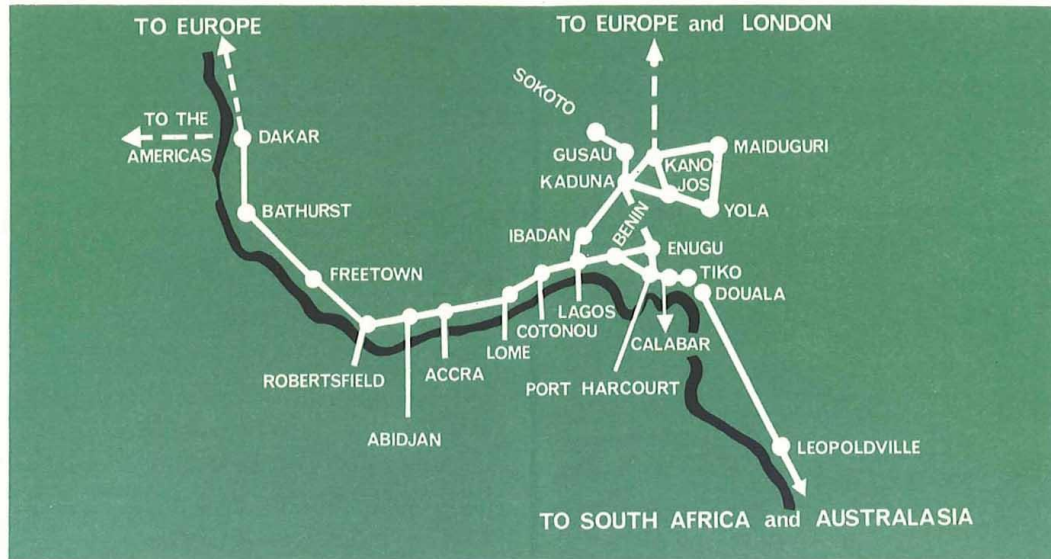 TO EUROPE
TO EUROPE and LONDON
SOKOTO
TO THE
AMERICAS
DAKAR
GUSAU
KANO
MAIDUGURI
KADUNA
JOS
BATHURST
YOLA
IBADAN
BENIN
ENUGU
FREETOWN
TIKO
DOUALA
LAGOS
COTONOU
CALABAR
LOME
ACCRA
ROBERTSFIELD
PORT HARCOURT
ABIDJAN
LEOPOLDVILLE
TO SOUTH AFRICA and AUSTRALASIA